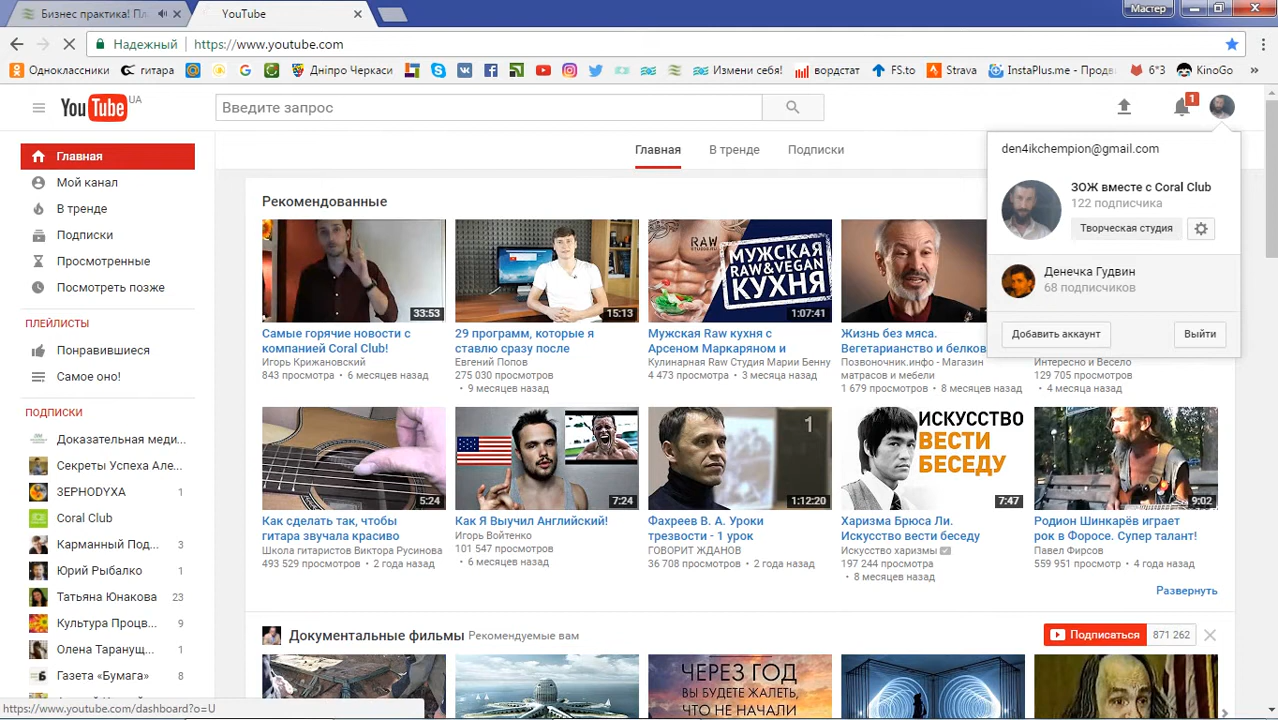 Бизнес практика! Пл
YouTube
Мастер
Надежный
https://www.youtube.com
Одноклассники
гитара
Дніпро Черкаси
Измени себя!
вордстат
FS.to
Strava
InstaPlus.me - Продв
6*3
KinoGo
YouTube UA
Введите запрос
1
Главная
Мой канал
В тренде
Подписки
Просмотренные
Посмотреть позже
ПЛЕЙЛИСТЫ
Понравившиеся
Самое оно!
ПОДПИСКИ
Доказательная меди...
Секреты Успеха Але...
ЗЕРНОDYXA 1
Coral Club
Карманный Под... 3
Юрий Рыбалко 1
Татьяна Юнакова 23
Культура Процв... 9
Олена Таранущ... 1
Газета «Бумага» 8
Главная
В тренде
Подписки
den4ikchempion@gmail.com
ЗОЖ вместе с Coral Club
122 подписчика
Творческая студия
Денечка Гудвин
68 подписчиков
Добавить аккаунт
Выйти
Рекомендованные
33:53
Самые горячие новости с
компанией Coral Club!
Игорь Крижановский
843 просмотра • 6 месяцев назад
15:13
29 программ, которые я
ставлю сразу после
Евгений Попов
275 030 просмотров
• 9 месяцев назад
RAW
МУЖСКАЯ
RAW&VEGAN
КУХНЯ
1:07:41
Мужская Raw кухня с
Арсеном Маркаряном и
Кулинарная Raw Студия Марии Бенну
4 473 просмотра • 3 месяца назад
Жизнь без мяса.
Вегетарианство и белков
Позвоночник.инфо - Магазин
матрасов и мебели
1 679 просмотров • 8 месяцев назад
Интересно и Весело
129 705 просмотров
• 4 месяца назад
5:24
Как сделать так, чтобы
гитара звучала красиво
Школа гитаристов Виктора Русинова
493 529 просмотров • 2 года назад
7:24
Как Я Выучил Английский!
Игорь Войтенко
101 547 просмотров
• 6 месяцев назад
1
1:12:20
Фахреев В. А. Уроки
трезвости - 1 урок
ГОВОРИТ ЖДАНОВ
36 708 просмотров • 2 года назад
ИСКУССТВО
ВЕСТИ
БЕСЕДУ
7:47
Харизма Брюса Ли.
Искусство вести беседу
Искусство харизмы
197 244 просмотра
• 8 месяцев назад
9:02
Родион Шинкарёв играет
рок в Форосе. Супер талант!
Павел Фирсов
559 951 просмотр • 4 года назад
Развернуть
Документальные фильмы Рекомендуемые вам
Подписаться 871 262
ЧЕРЕЗ ГОД
ВЫ БУДЕТЕ ЖАЛЕТЬ,
ЧТО НЕ НАЧАЛИ
https://www.youtube.com/dashboard?o=U